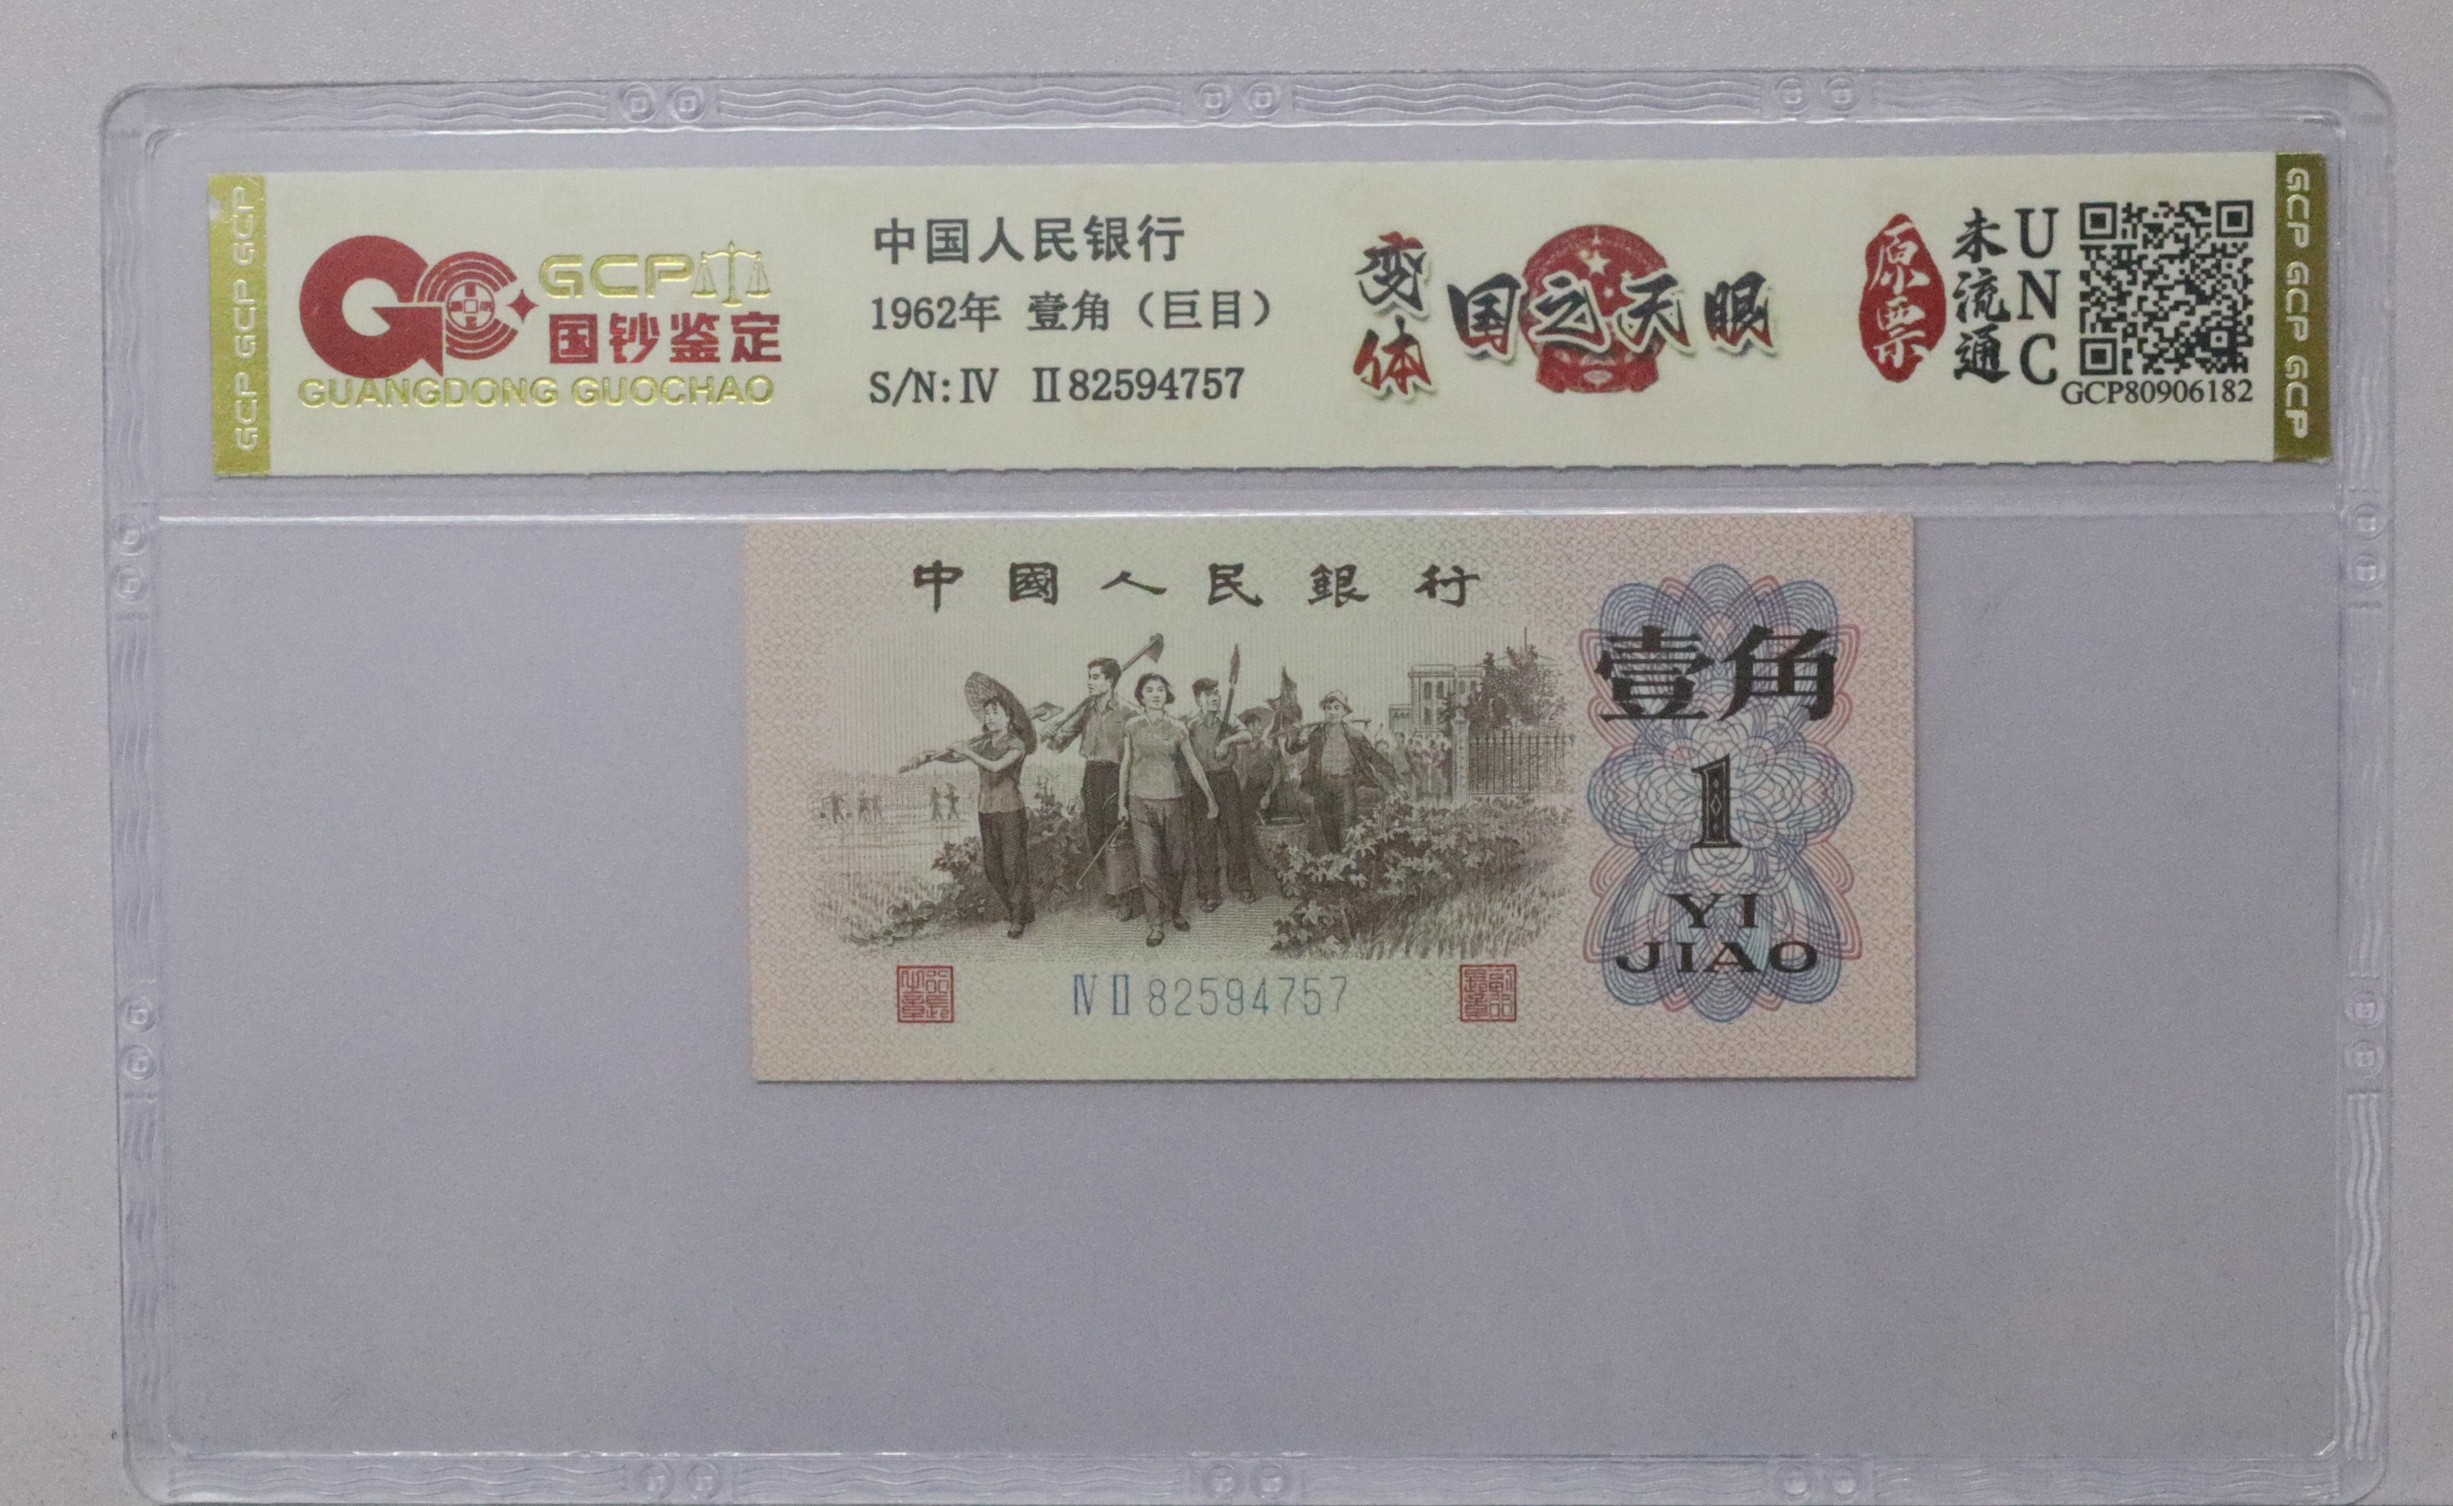 GCP GCP GCP
GCP
国钞鉴定
GUANGDONG GUOCHAO
中国人民银行
1962年 壹角（巨目）
S/N: IV II 82594757
变体
国之天眼
原票
未流通
UNC
GCP80906182
GCP GCP GCP
中國人民銀行
壹角
1
YI
JIAO
IV II 82594757